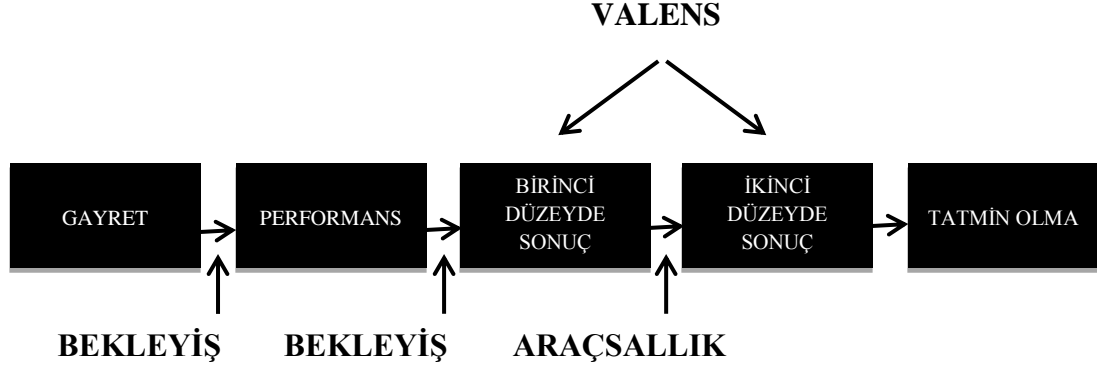 VALENS
GAYRET
PERFORMANS
BİRİNCİ
DÜZEYDE
SONUÇ
İKİNCİ
DÜZEYDE
SONUÇ
TATMİN OLMA
BEKLEYİŞ
BEKLEYİŞ
ARAÇSALLIK